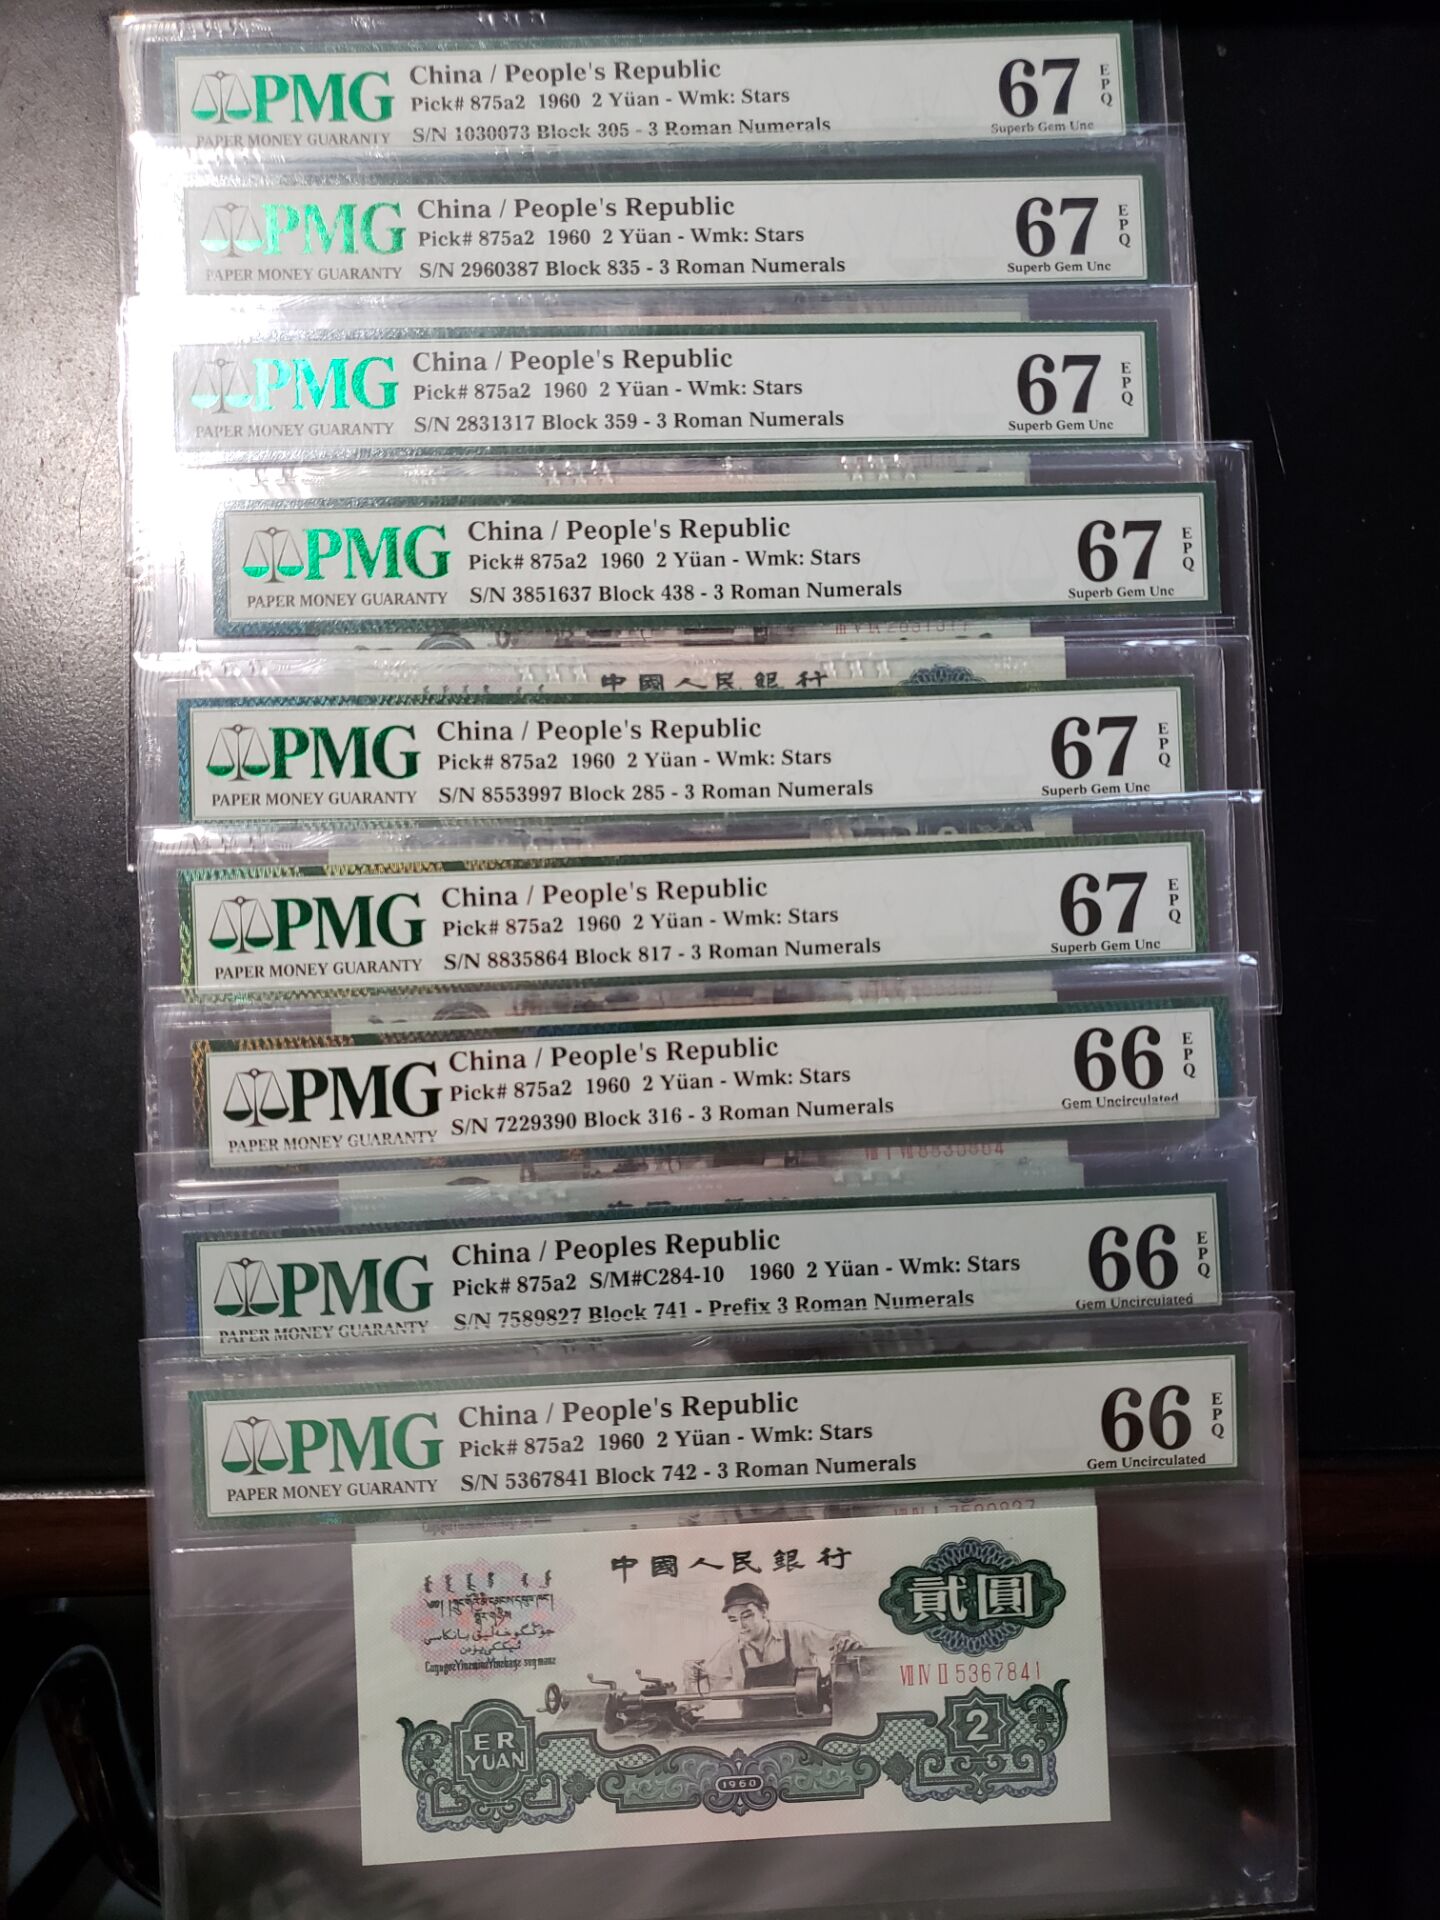 PMG
PAPER MONEY GUARANTY
China / People's Republic
Pick# 875a2 1960 2 Yüan - Wmk: Stars
S/N 1030073 Block 305 - 3 Roman Numerals
67 EPQ
Superb Gem Unc
PMG
PAPER MONEY GUARANTY
China / People's Republic
Pick# 875a2 1960 2 Yüan - Wmk: Stars
S/N 2960387 Block 835 - 3 Roman Numerals
67 EPQ
Superb Gem Unc
PMG
PAPER MONEY GUARANTY
China / People's Republic
Pick# 875a2 1960 2 Yüan - Wmk: Stars
S/N 2831317 Block 359 - 3 Roman Numerals
67 EPQ
Superb Gem Unc
PMG
PAPER MONEY GUARANTY
China / People's Republic
Pick# 875a2 1960 2 Yüan - Wmk: Stars
S/N 3851637 Block 438 - 3 Roman Numerals
67 EPQ
Superb Gem Unc
中國人民銀行
PMG
PAPER MONEY GUARANTY
China / People's Republic
Pick# 875a2 1960 2 Yüan - Wmk: Stars
S/N 8553997 Block 285 - 3 Roman Numerals
67 EPQ
Superb Gem Unc
PMG
PAPER MONEY GUARANTY
China / People's Republic
Pick# 875a2 1960 2 Yüan - Wmk: Stars
S/N 8835864 Block 817 - 3 Roman Numerals
67 EPQ
Superb Gem Unc
PMG
PAPER MONEY GUARANTY
China / People's Republic
Pick# 875a2 1960 2 Yüan - Wmk: Stars
S/N 7229390 Block 316 - 3 Roman Numerals
66 EPQ
Gem Uncirculated
PMG
PAPER MONEY GUARANTY
China / Peoples Republic
Pick# 875a2 S/M#C284-10 1960 2 Yüan - Wmk: Stars
S/N 7589827 Block 741 - Prefix 3 Roman Numerals
66 EPQ
Gem Uncirculated
PMG
PAPER MONEY GUARANTY
China / People's Republic
Pick# 875a2 1960 2 Yüan - Wmk: Stars
S/N 5367841 Block 742 - 3 Roman Numerals
66 EPQ
Gem Uncirculated
中國人民銀行
貳圓
VII IV II 5367841
ER
YUAN
2
1960